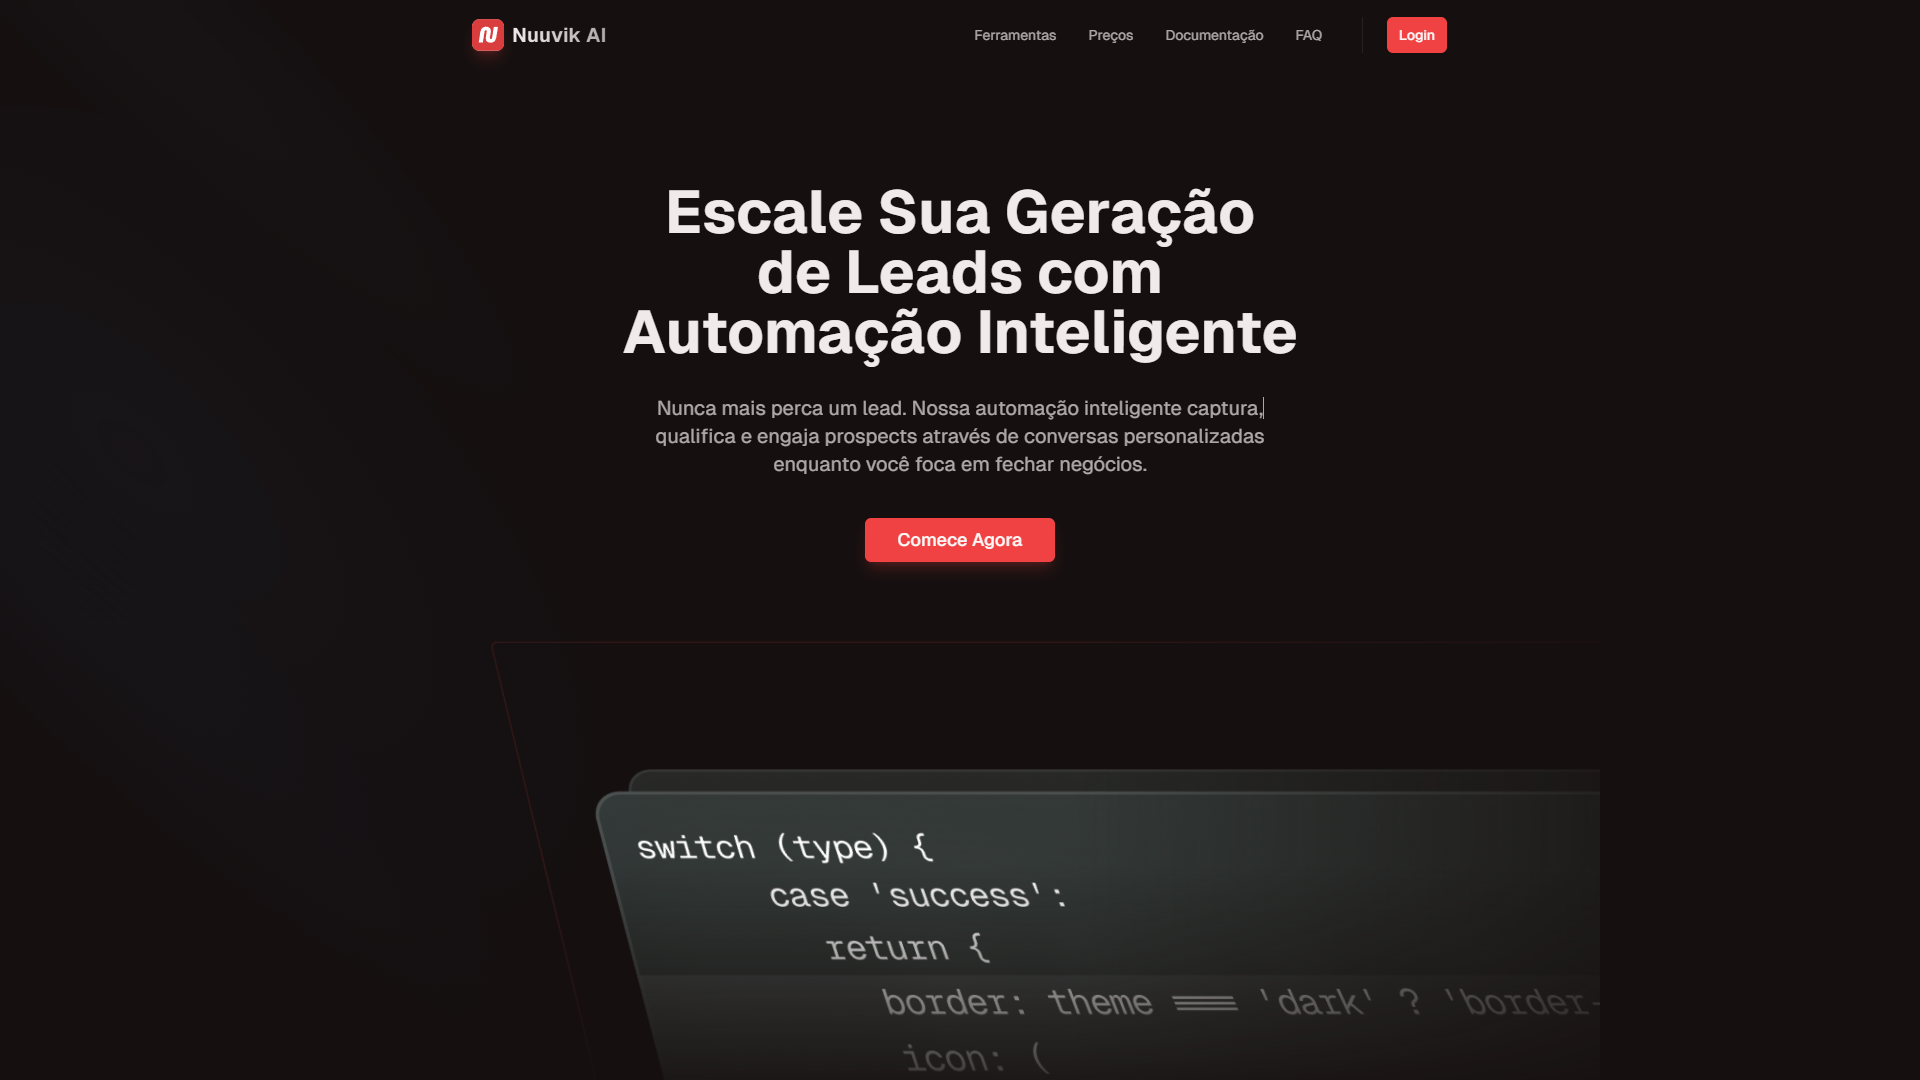 Nuuvik AI
Ferramentas
Preços
Documentação
FAQ
Login
Escale Sua Geração
de Leads com
Automação Inteligente
Nunca mais perca um lead. Nossa automação inteligente captura,
qualifica e engaja prospects através de conversas personalizadas
enquanto você foca em fechar negócios.
Comece Agora
switch (type) {
case 'success':
return {
border: theme === 'dark' ? 'border-
icon: (